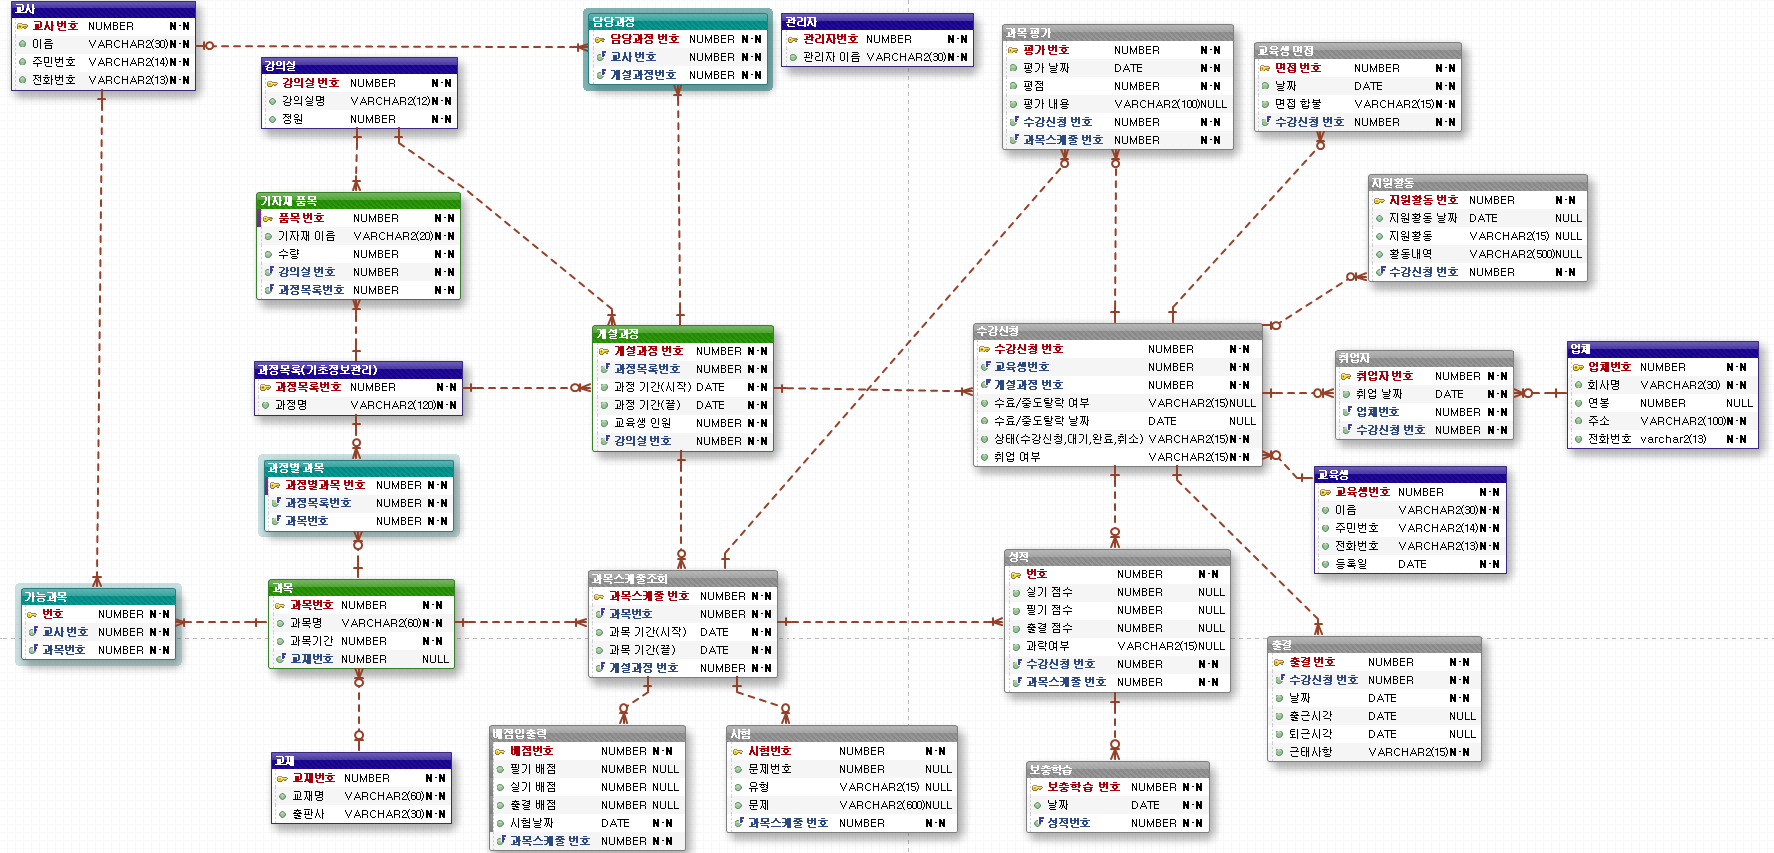 교사
교사 번호 NUMBER N-N
이름 VARCHAR2(30) N-N
주민번호 VARCHAR2(14) N-N
전화번호 VARCHAR2(13) N-N
강의실
강의실 번호 NUMBER N-N
강의실명 VARCHAR2(12) N-N
정원 NUMBER N-N
담당과정
담당과정 번호 NUMBER N-N
교사 번호 NUMBER N-N
개설과정번호 NUMBER N-N
관리자
관리자번호 NUMBER N-N
관리자 이름 VARCHAR2(30) N-N
과목 평가
평가 번호 NUMBER N-N
평가 날짜 DATE N-N
평점 NUMBER N-N
평가 내용 VARCHAR2(100) NULL
수강신청 번호 NUMBER N-N
과목스케줄 번호 NUMBER N-N
교육생 면접
면접 번호 NUMBER N-N
날짜 DATE N-N
면접 합불 VARCHAR2(15) N-N
수강신청 번호 NUMBER N-N
지원활동
지원활동 번호 NUMBER N-N
지원활동 날짜 DATE NULL
지원활동 VARCHAR2(15) NULL
활동내역 VARCHAR2(500) NULL
수강신청 번호 NUMBER N-N
기자재 품목
품목 번호 NUMBER N-N
기자재 이름 VARCHAR2(20) N-N
수량 NUMBER N-N
강의실 번호 NUMBER N-N
과정목록번호 NUMBER N-N
과정목록(기초정보관리)
과정목록번호 NUMBER N-N
과정명 VARCHAR2(120) N-N
개설과정
개설과정 번호 NUMBER N-N
과정목록번호 NUMBER N-N
과정 기간(시작) DATE N-N
과정 기간(끝) DATE N-N
교육생 인원 NUMBER N-N
강의실 번호 NUMBER N-N
수강신청
수강신청 번호 NUMBER N-N
교육생번호 NUMBER N-N
개설과정 번호 NUMBER N-N
수료/중도탈락 여부 VARCHAR2(15) NULL
수료/중도탈락 날짜 DATE NULL
상태(수강신청,대기,완료,취소) VARCHAR2(15) N-N
취업 여부 VARCHAR2(15) N-N
취업자
취업자 번호 NUMBER N-N
취업 날짜 DATE N-N
업체번호 NUMBER N-N
수강신청 번호 NUMBER N-N
업체
업체번호 NUMBER N-N
회사명 VARCHAR2(30) N-N
연봉 NUMBER NULL
주소 VARCHAR2(100) N-N
전화번호 varchar2(13) N-N
교육생
교육생번호 NUMBER N-N
이름 VARCHAR2(30) N-N
주민번호 VARCHAR2(14) N-N
전화번호 VARCHAR2(13) N-N
등록일 DATE N-N
과정별 과목
과정별과목 번호 NUMBER N-N
과정목록번호 NUMBER N-N
과목번호 NUMBER N-N
가능과목
번호 NUMBER N-N
교사 번호 NUMBER N-N
과목번호 NUMBER N-N
과목
과목번호 NUMBER N-N
과목명 VARCHAR2(60) N-N
과목기간 NUMBER N-N
교재번호 NUMBER NULL
과목스케줄조회
과목스케줄 번호 NUMBER N-N
과목번호 NUMBER N-N
과목 기간(시작) DATE N-N
과목 기간(끝) DATE N-N
개설과정 번호 NUMBER N-N
성적
번호 NUMBER N-N
실기 점수 NUMBER NULL
필기 점수 NUMBER NULL
출결 점수 NUMBER NULL
과락여부 VARCHAR2(15) NULL
수강신청 번호 NUMBER N-N
과목스케줄 번호 NUMBER N-N
출결
출결 번호 NUMBER N-N
수강신청 번호 NUMBER N-N
날짜 DATE N-N
출근시각 DATE NULL
퇴근시각 DATE NULL
근태사항 VARCHAR2(15) N-N
교재
교재번호 NUMBER N-N
교재명 VARCHAR2(60) N-N
출판사 VARCHAR2(30) N-N
배점입출력
배점번호 NUMBER N-N
필기 배점 NUMBER NULL
실기 배점 NUMBER NULL
출결 배점 NUMBER NULL
시험날짜 DATE N-N
과목스케줄 번호 NUMBER N-N
시험
시험번호 NUMBER N-N
문제번호 NUMBER NULL
유형 VARCHAR2(15) NULL
문제 VARCHAR2(600) NULL
과목스케줄 번호 NUMBER N-N
보충학습
보충학습 번호 NUMBER N-N
날짜 DATE N-N
성적번호 NUMBER N-N